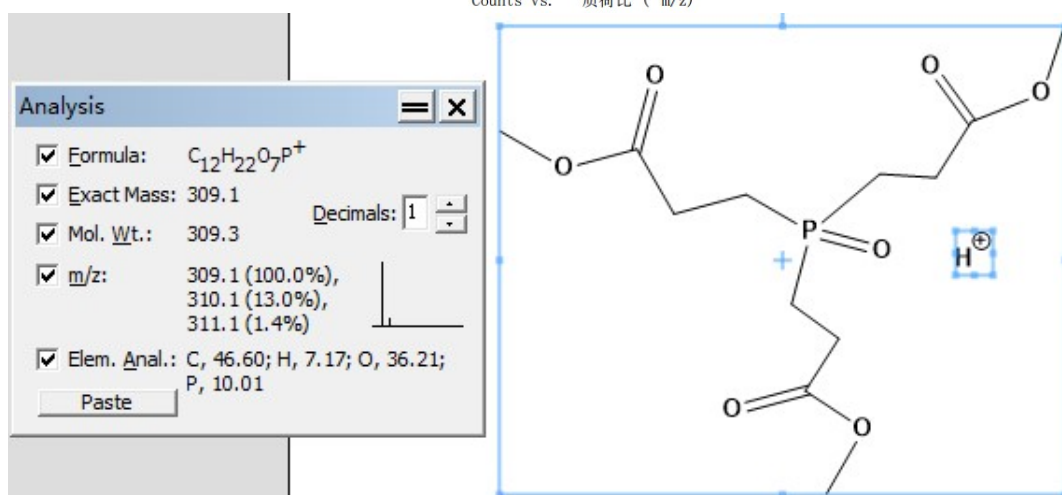 Counts vs. 质荷比 ( m/z)
Analysis
Formula: C12H22O7P+
Exact Mass: 309.1
Decimals: 1
Mol. Wt.: 309.3
m/z: 309.1 (100.0%),
310.1 (13.0%),
311.1 (1.4%)
Elem. Anal.: C, 46.60; H, 7.17; O, 36.21;
P, 10.01
Paste
O
O
O
O
P
O
H+
O
O